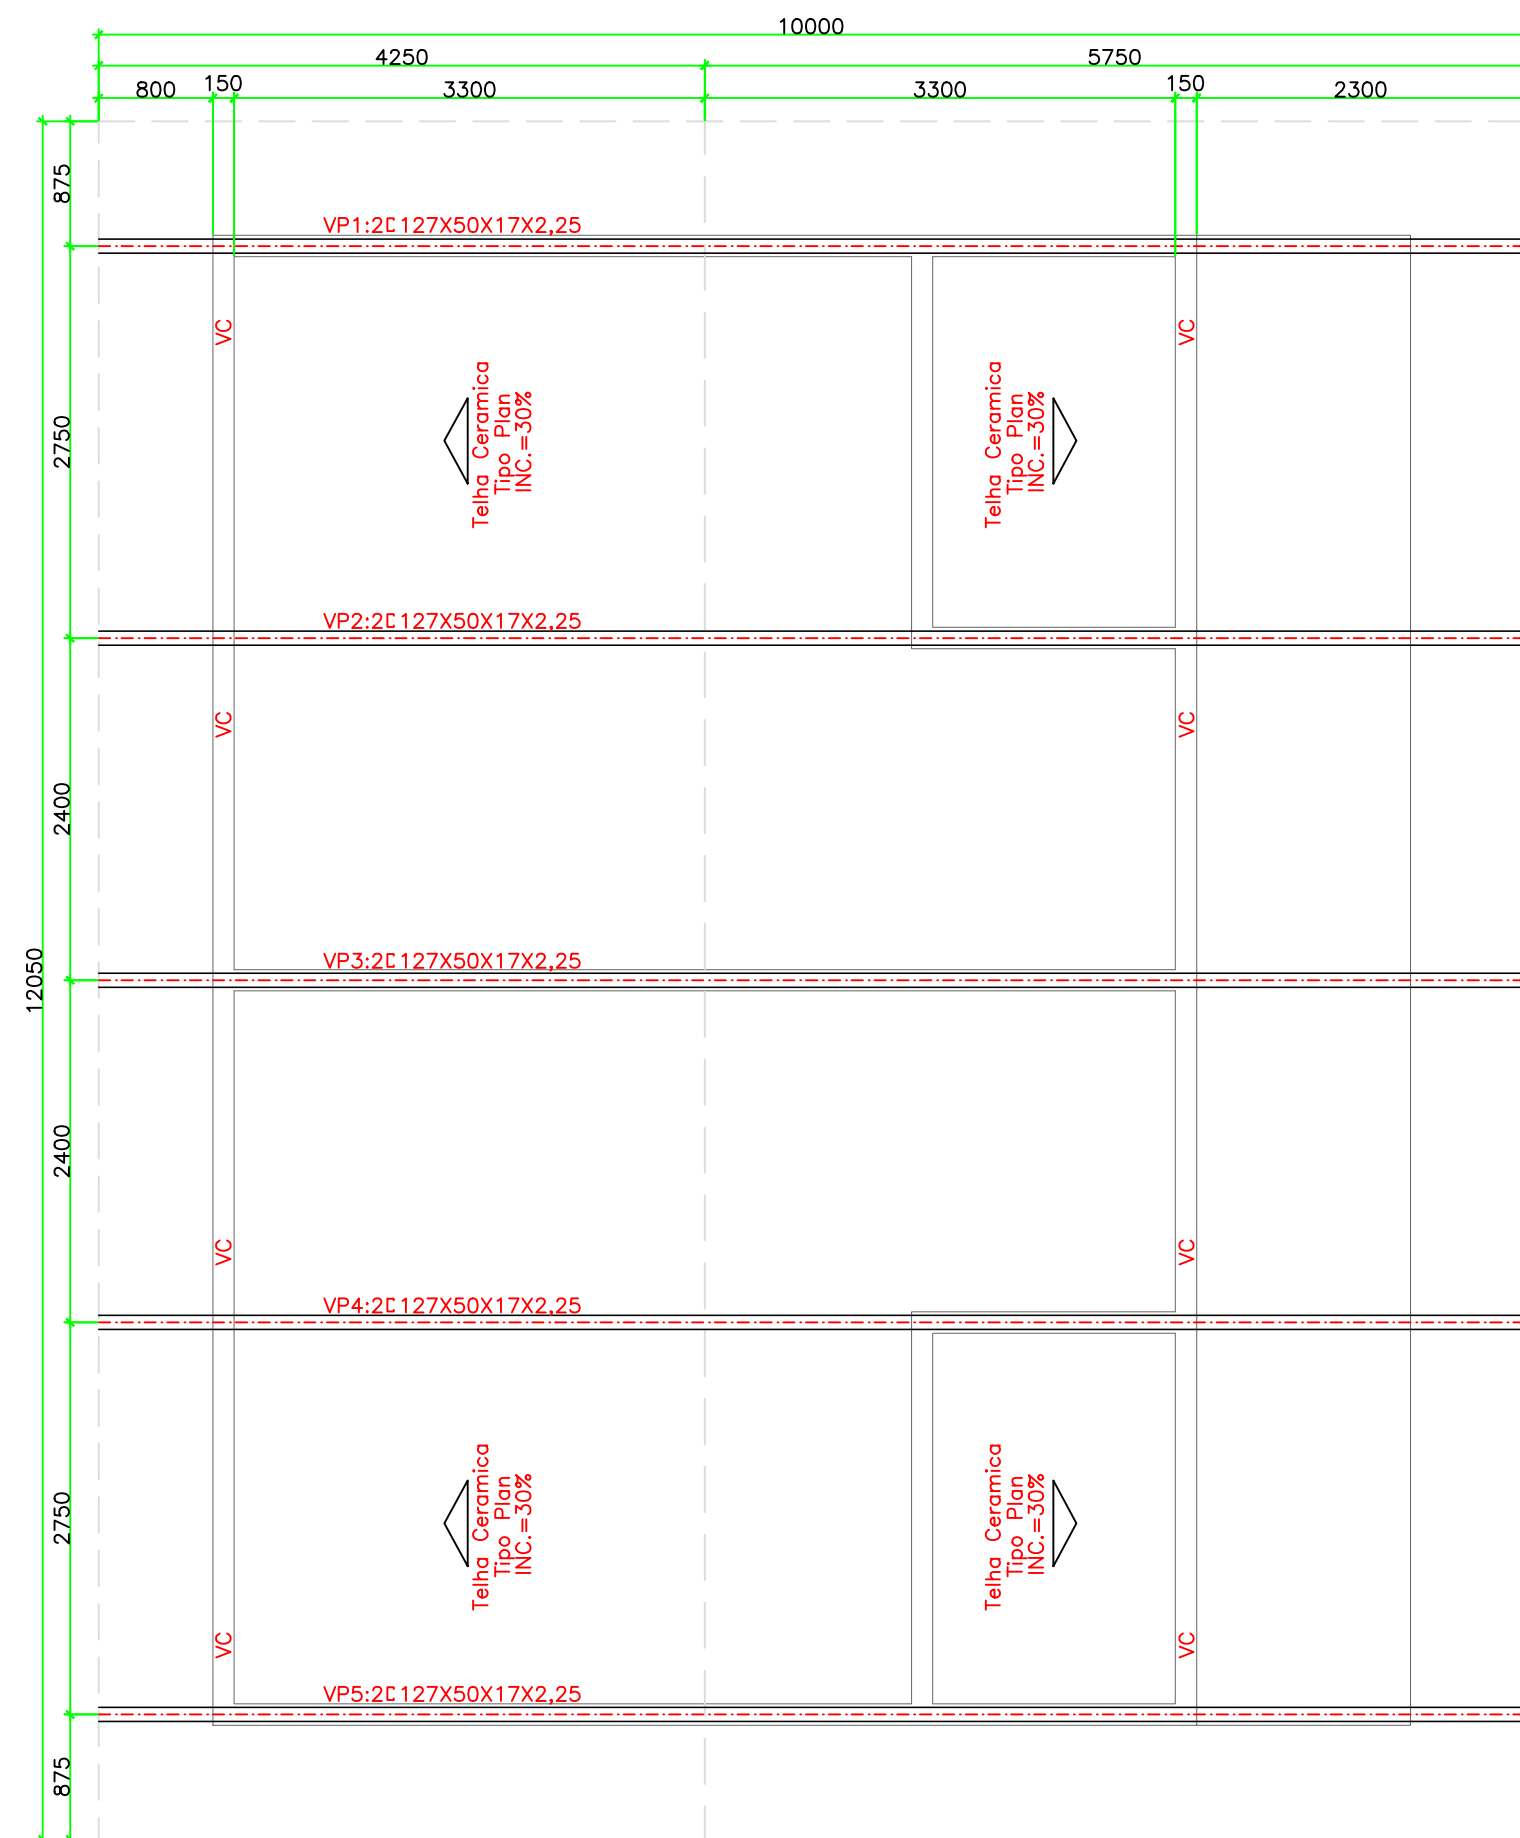 10000
4250
5750
800
150
3300
3300
150
2300
875
VP1:2[127X50X17X2,25
VC
VC
2750
Telha Ceramica
Tipo Plan
INC.=30%
Telha Ceramica
Tipo Plan
INC.=30%
VP2:2[127X50X17X2,25
VC
VC
2400
VP3:2[127X50X17X2,25
12050
2400
VC
VC
VP4:2[127X50X17X2,25
2750
Telha Ceramica
Tipo Plan
INC.=30%
Telha Ceramica
Tipo Plan
INC.=30%
VC
VC
VP5:2[127X50X17X2,25
875